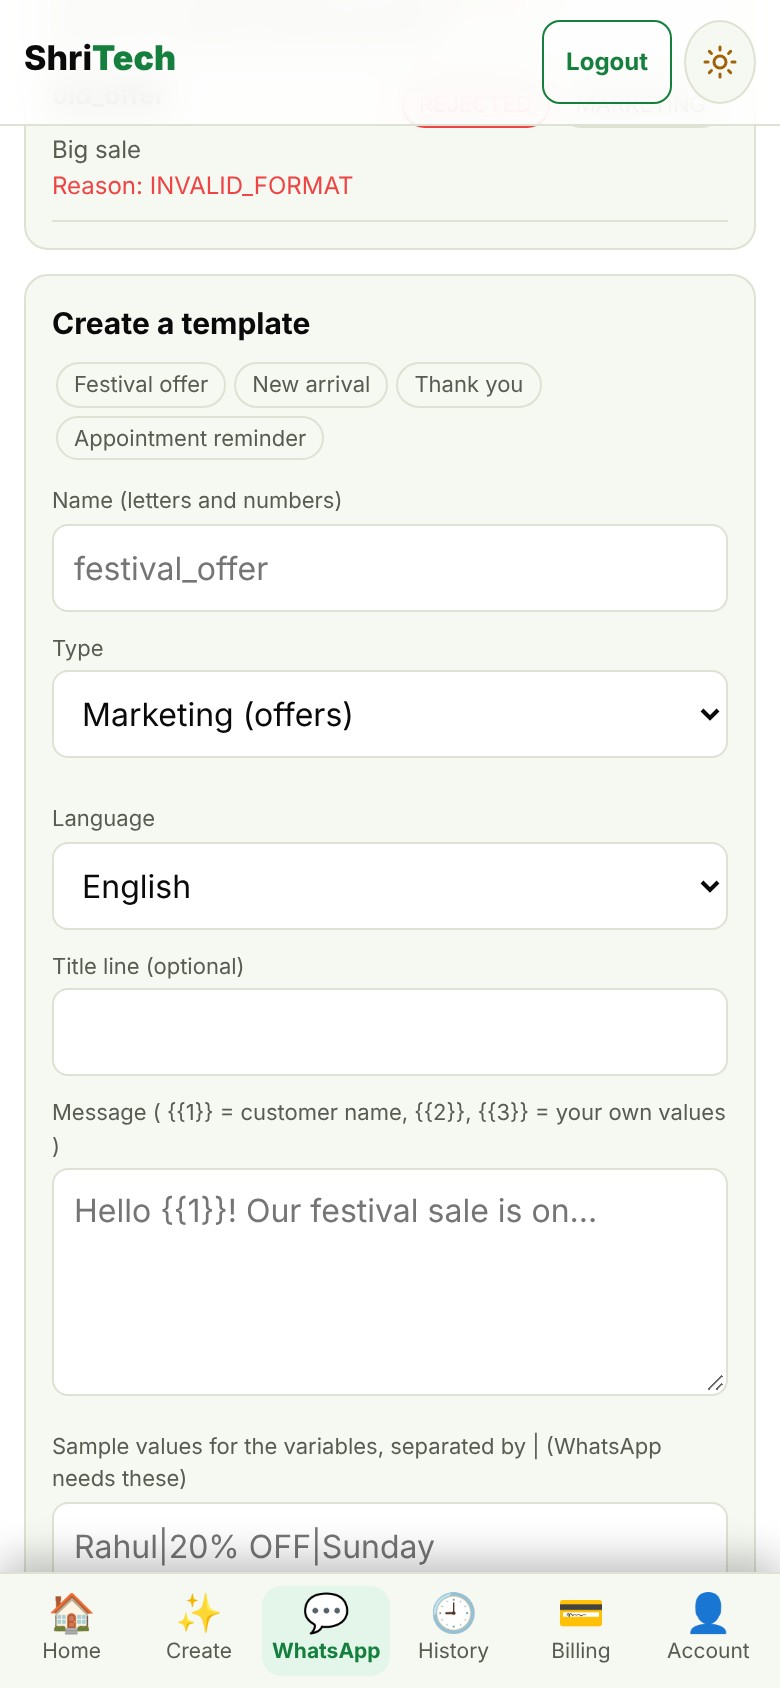 ShriTech
Logout
old_offer
REJECTED
MARKETING
Big sale
Reason: INVALID_FORMAT
Create a template
Festival offer
New arrival
Thank you
Appointment reminder
Name (letters and numbers)
festival_offer
Type
Marketing (offers)
Language
English
Title line (optional)
Message ( {{1}} = customer name, {{2}}, {{3}} = your own values
)
Hello {{1}}! Our festival sale is on...
Sample values for the variables, separated by | (WhatsApp
needs these)
Rahul|20% OFF|Sunday
Home
Create
WhatsApp
History
Billing
Account